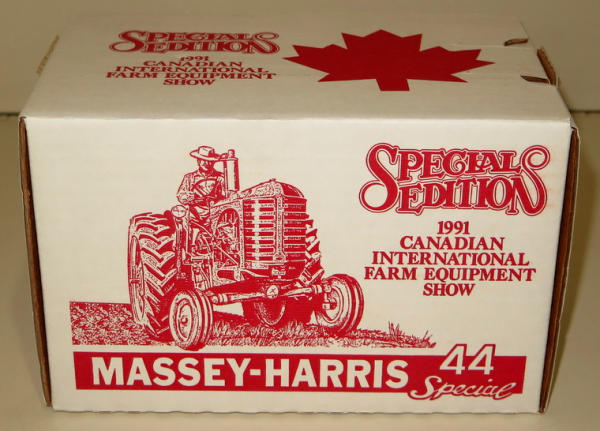 SPECIAL
EDITION
1991
CANADIAN
INTERNATIONAL
FARM EQUIPMENT
SHOW
SPECIAL
EDITION
1991
CANADIAN
INTERNATIONAL
FARM EQUIPMENT
SHOW
MASSEY-HARRIS 44
Special